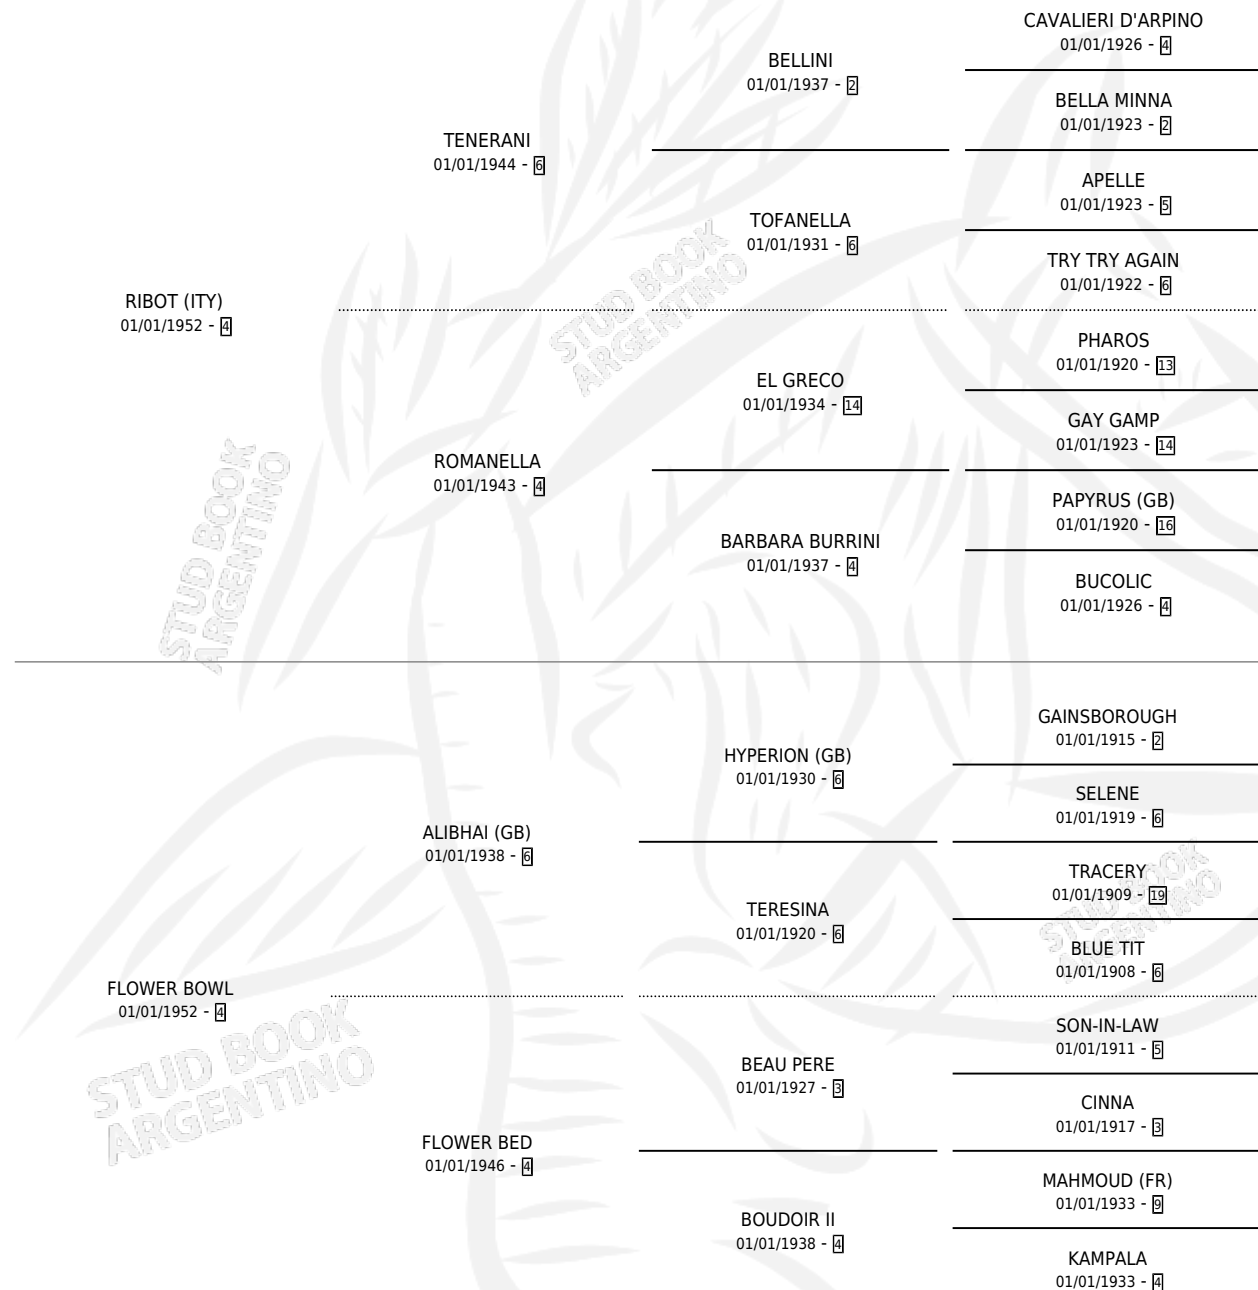 CAVALIERI D'ARPINO
01/01/1926 - 4
BELLINI
01/01/1937 - 2
BELLA MINNA
01/01/1923 - 2
TENERANI
01/01/1944 - 6
APELLE
01/01/1923 - 5
TOFANELLA
01/01/1931 - 6
TRY TRY AGAIN
01/01/1922 - 6
RIBOT (ITY)
01/01/1952 - 4
STUD BOOK
ARGENTINO
PHAROS
01/01/1920 - 13
EL GRECO
01/01/1934 - 14
GAY GAMP
01/01/1923 - 14
ROMANELLA
01/01/1943 - 4
PAPYRUS (GB)
01/01/1920 - 16
BARBARA BURRINI
01/01/1937 - 4
BUCOLIC
01/01/1926 - 4
STUD BOOK
ARGENTINO
GAINSBOROUGH
01/01/1915 - 2
HYPERION (GB)
01/01/1930 - 6
SELENE
01/01/1919 - 6
ALIBHAI (GB)
01/01/1938 - 6
TRACERY
01/01/1909 - 19
TERESINA
01/01/1920 - 6
STUD BOOK
ARGENTINO
BLUE TIT
01/01/1908 - 6
FLOWER BOWL
01/01/1952 - 4
SON-IN-LAW
01/01/1911 - 5
BEAU PERE
01/01/1927 - 3
STUD BOOK
ARGENTINO
CINNA
01/01/1917 - 3
FLOWER BED
01/01/1946 - 4
MAHMOUD (FR)
01/01/1933 - 9
BOUDOIR II
01/01/1938 - 4
KAMPALA
01/01/1933 - 4